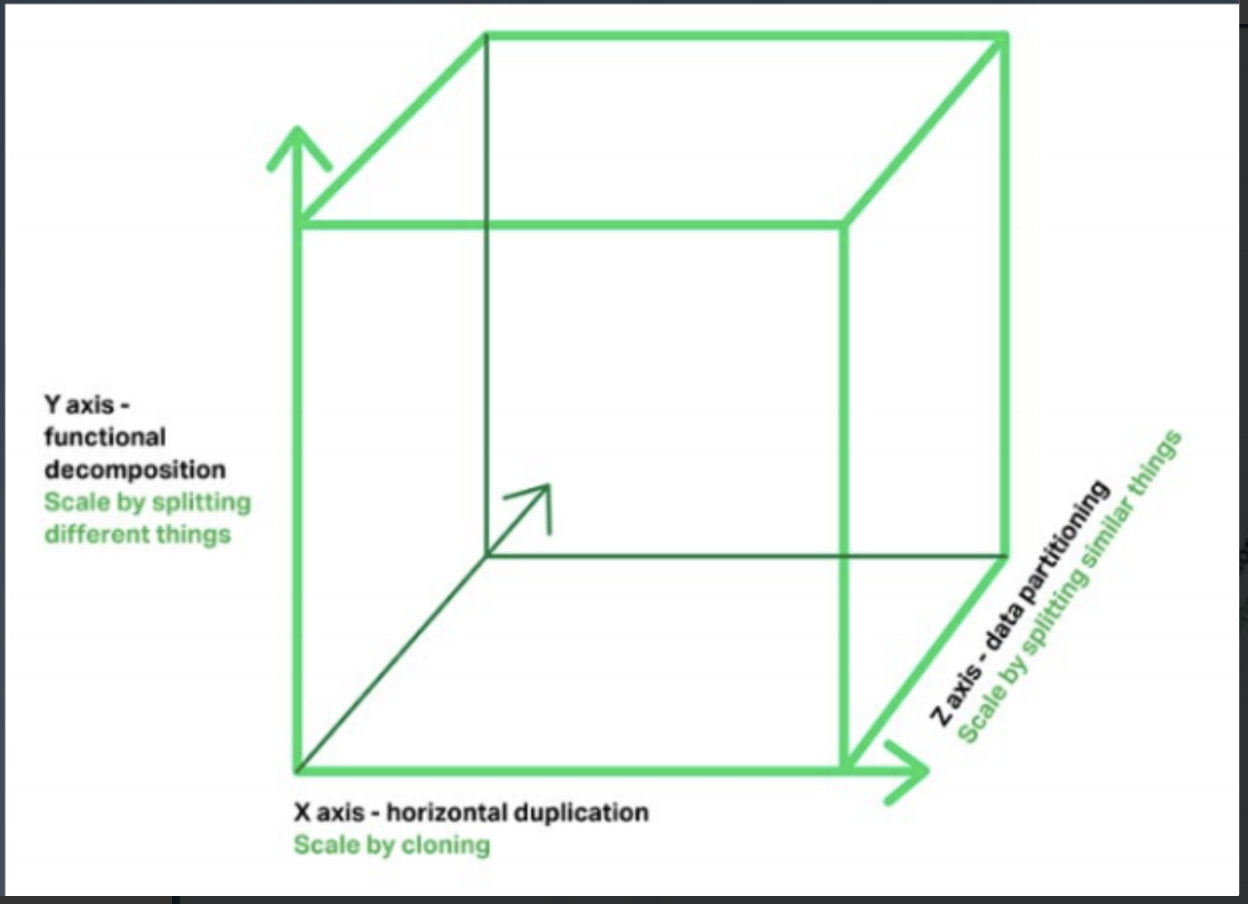 Y axis -
functional
decomposition
Scale by splitting
different things
Z axis - data partitioning
Scale by splitting similar things
X axis - horizontal duplication
Scale by cloning